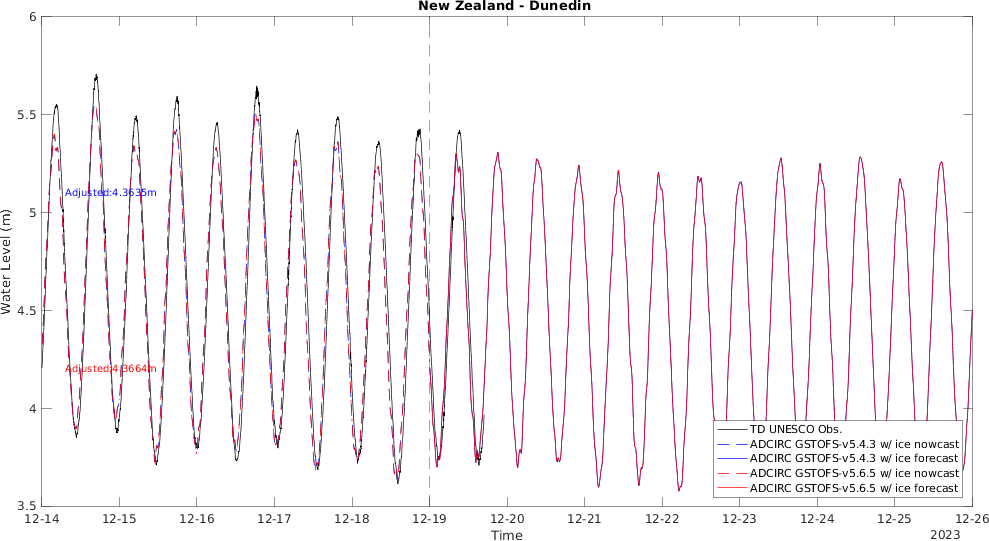 New Zealand - Dunedin
6
5.5
5
4.5
4
3.5
Water Level (m)
Adjusted:4.3635m
Adjusted:4.3664m
TD UNESCO Obs.
ADCIRC GSTOFS-v5.4.3 w/ ice nowcast
ADCIRC GSTOFS-v5.4.3 w/ ice forecast
ADCIRC GSTOFS-v5.6.5 w/ ice nowcast
ADCIRC GSTOFS-v5.6.5 w/ ice forecast
12-14 12-15 12-16 12-17 12-18 12-19 12-20 12-21 12-22 12-23 12-24 12-25 12-26
Time
2023